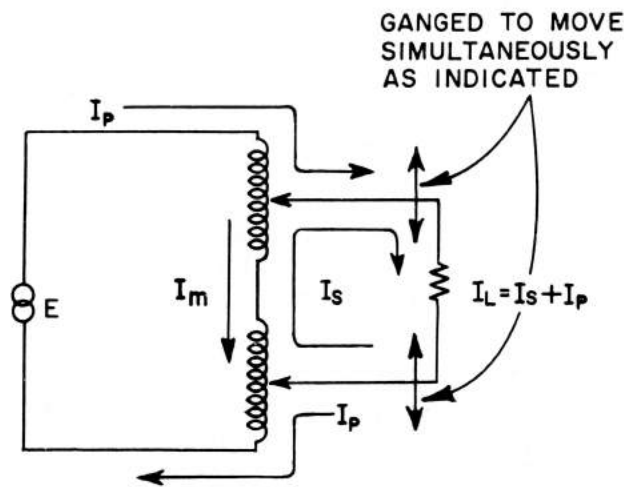 GANGED TO MOVE
SIMULTANEOUSLY
AS INDICATED
Ip
E
Im
Is
IL=Is+Ip
Ip